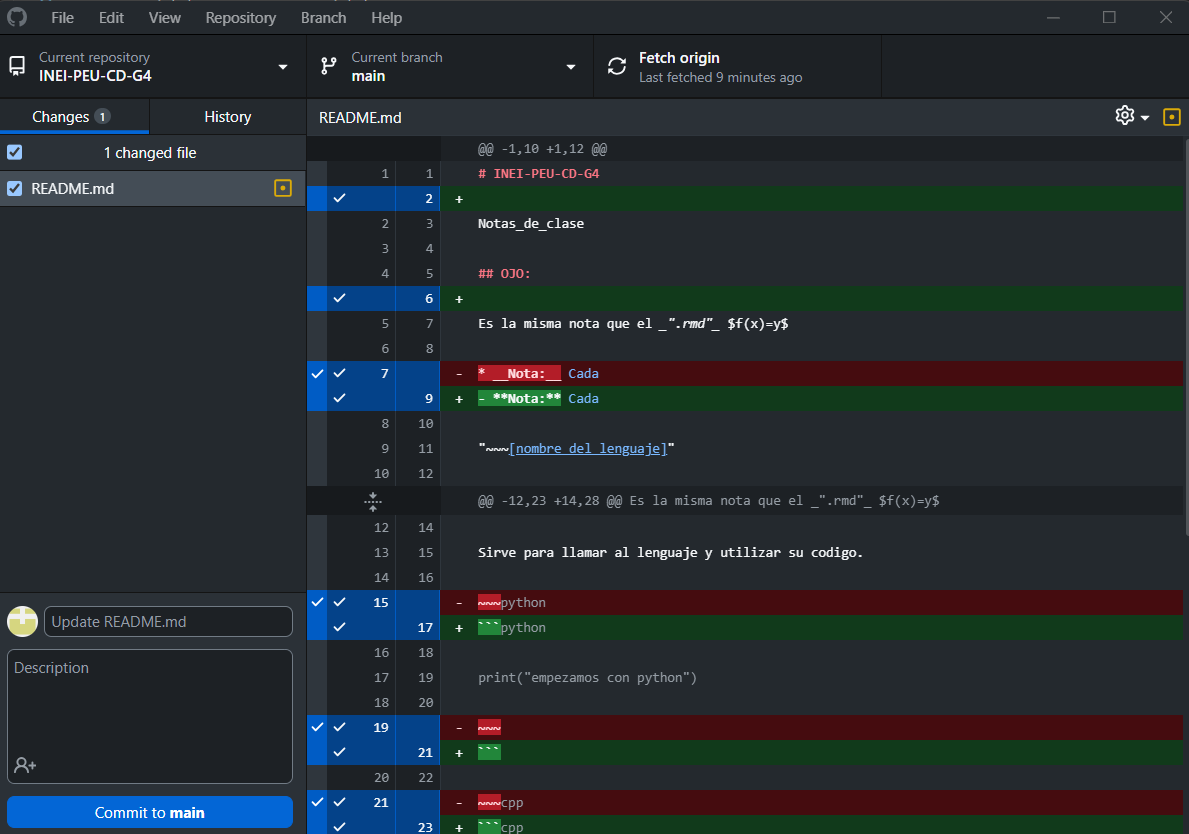 File Edit View Repository Branch Help
Current repository
INEI-PEU-CD-G4
Current branch
main
Fetch origin
Last fetched 9 minutes ago
Changes 1
History
1 changed file
README.md
Update README.md
Description
Commit to main
README.md
@@ -1,10 +1,12 @@
1 1 # INEI-PEU-CD-G4
2 +
2 3 Notas_de_clase
3 4
4 5 ## OJO:
6 +
5 7 Es la misma nota que el _".rmd"_ $f(x)=y$
6 8
7 - * __Nota:__ Cada
9 + - **Nota:** Cada
8 10
9 11 "~~~[nombre del lenguaje]"
10 12
@@ -12,23 +14,28 @@ Es la misma nota que el _".rmd"_ $f(x)=y$
12 14
13 15 Sirve para llamar al lenguaje y utilizar su codigo.
14 16
15 - ~~~python
17 + ```python
16 18
17 19 print("empezamos con python")
18 20
19 - ~~~
21 + ```
20 22
21 - ~~~cpp
23 + ```cpp